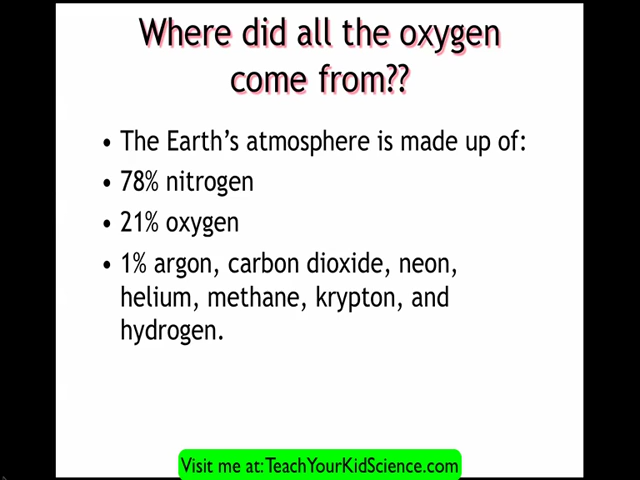 Where did all the oxygen
come from??
• The Earth's atmosphere is made up of:
• 78% nitrogen
• 21% oxygen
• 1% argon, carbon dioxide, neon,
helium, methane, krypton, and
hydrogen.
Visit me at: TeachYourKidScience.com